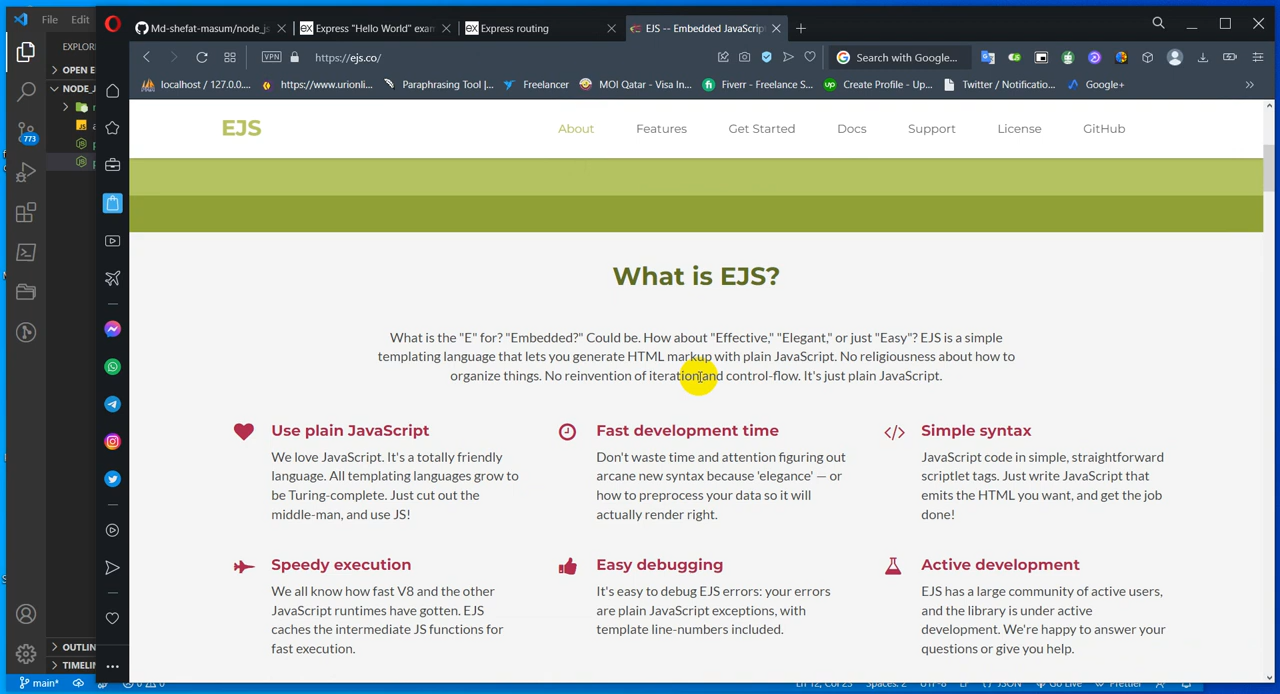 File Edit
Md-shefat-masum/node_js
Express "Hello World" exam
Express routing
EJS -- Embedded JavaScrip
VPN
https://ejs.co/
Search with Google...
localhost / 127.0.0....
https://www.urionli...
Paraphrasing Tool |...
Freelancer
MOI Qatar - Visa In...
Fiverr - Freelance S...
Create Profile - Up...
Twitter / Notificatio...
Google+
EXPLOR
OPEN E
NODE_J
773
OUTLIN
TIMELIN
EJS
About
Features
Get Started
Docs
Support
License
GitHub
What is EJS?
What is the "E" for? "Embedded?" Could be. How about "Effective," "Elegant," or just "Easy"? EJS is a simple
templating language that lets you generate HTML markup with plain JavaScript. No religiousness about how to
organize things. No reinvention of iteration and control-flow. It's just plain JavaScript.
Use plain JavaScript
We love JavaScript. It's a totally friendly
language. All templating languages grow to
be Turing-complete. Just cut out the
middle-man, and use JS!
Fast development time
Don't waste time and attention figuring out
arcane new syntax because 'elegance' — or
how to preprocess your data so it will
actually render right.
Simple syntax
JavaScript code in simple, straightforward
scriptlet tags. Just write JavaScript that
emits the HTML you want, and get the job
done!
Speedy execution
We all know how fast V8 and the other
JavaScript runtimes have gotten. EJS
caches the intermediate JS functions for
fast execution.
Easy debugging
It's easy to debug EJS errors: your errors
are plain JavaScript exceptions, with
template line-numbers included.
Active development
EJS has a large community of active users,
and the library is under active
development. We're happy to answer your
questions or give you help.
main*